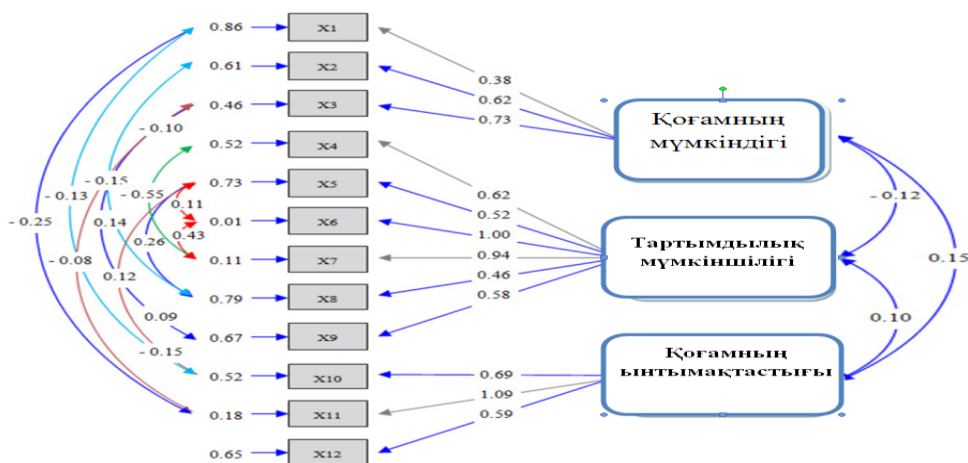 0.86 X1
0.61 X2
0.38
0.46 X3
0.62
0.73
- 0.10
Қоғамның
мүмкіндігі
0.52 X4
- 0.15
- 0.13
- 0.55
0.73 X5
0.62
0.52
- 0.12
0.11
- 0.25
0.14
0.01 X6
1.00
0.43
0.26
0.94
Тартымдылық
мүмкіншілігі
0.15
0.11 X7
- 0.08
0.12
0.46
0.58
0.79 X8
0.09
0.10
0.67 X9
- 0.15
Қоғамның
ынтымақтастығы
0.52 X10
0.69
1.09
0.18 X11
0.59
0.65 X12